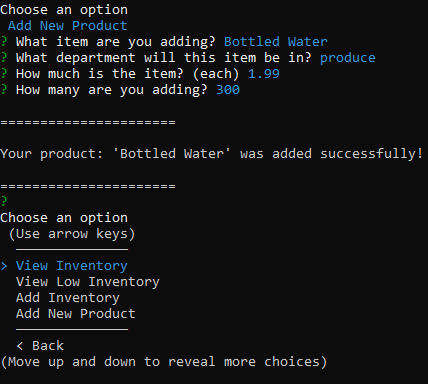 Choose an option
Add New Product
? What item are you adding? Bottled Water
? What department will this item be in? produce
? How much is the item? (each) 1.99
? How many are you adding? 300
======================
Your product: 'Bottled Water' was added successfully!
======================
?
Choose an option
(Use arrow keys)
──────────────
> View Inventory
View Low Inventory
Add Inventory
Add New Product
──────────────
< Back
(Move up and down to reveal more choices)